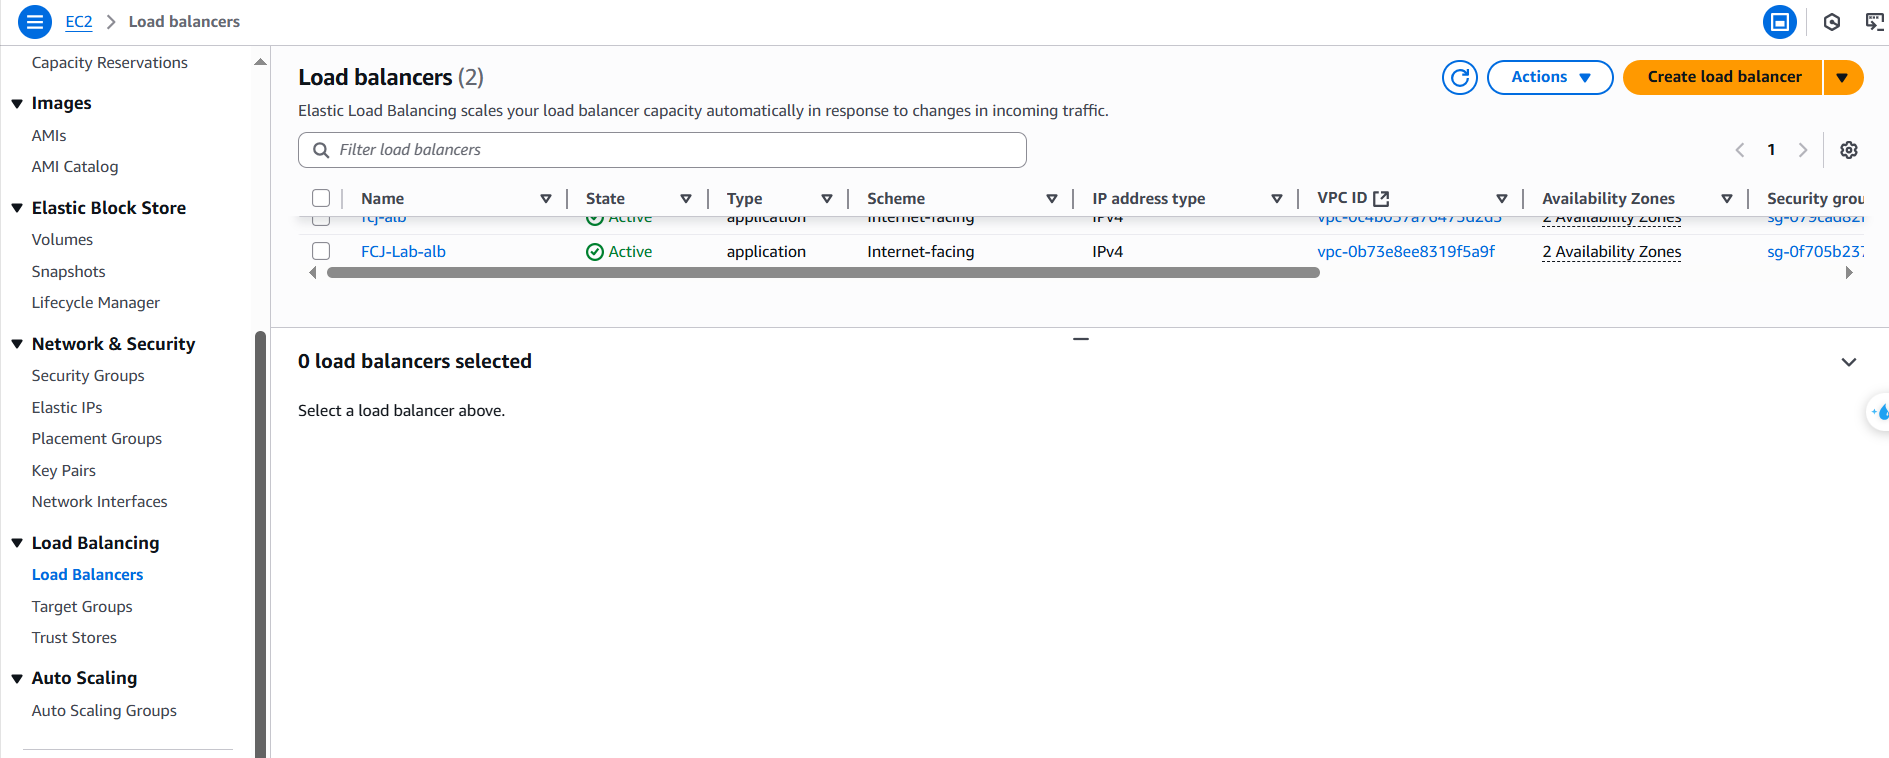 EC2 > Load balancers
Capacity Reservations
Images
AMIs
AMI Catalog
Elastic Block Store
Volumes
Snapshots
Lifecycle Manager
Network & Security
Security Groups
Elastic IPs
Placement Groups
Key Pairs
Network Interfaces
Load Balancing
Load Balancers
Target Groups
Trust Stores
Auto Scaling
Auto Scaling Groups
Load balancers (2)
Actions
Create load balancer
Elastic Load Balancing scales your load balancer capacity automatically in response to changes in incoming traffic.
Filter load balancers
1
Name State Type Scheme IP address type VPC ID Availability Zones Security grou
fcj-alb Active application Internet-facing IPv4 2 Availability Zones
FCJ-Lab-alb Active application Internet-facing IPv4 vpc-0b73e8ee8319f5a9f 2 Availability Zones sg-0f705b237
0 load balancers selected
Select a load balancer above.